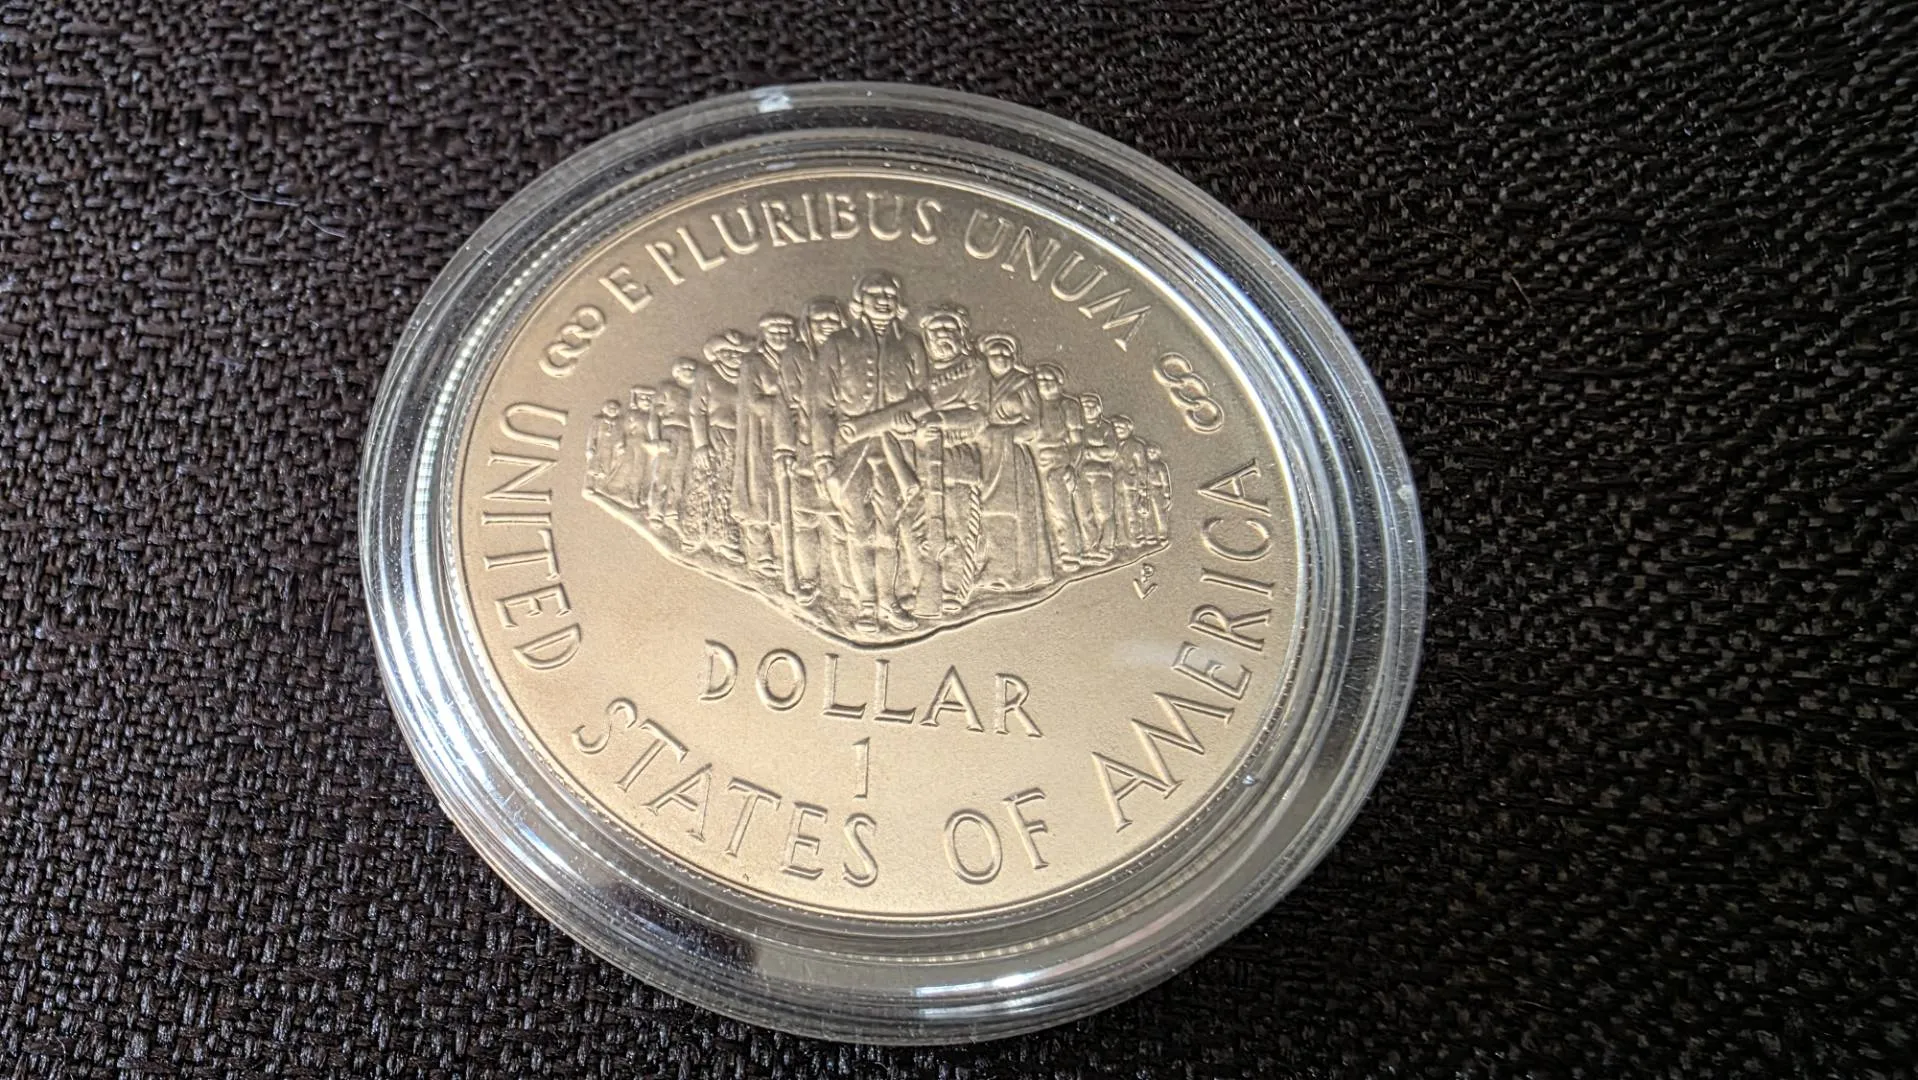 E PLURIBUS UNUM
DOLLAR
1
UNITED STATES OF AMERICA